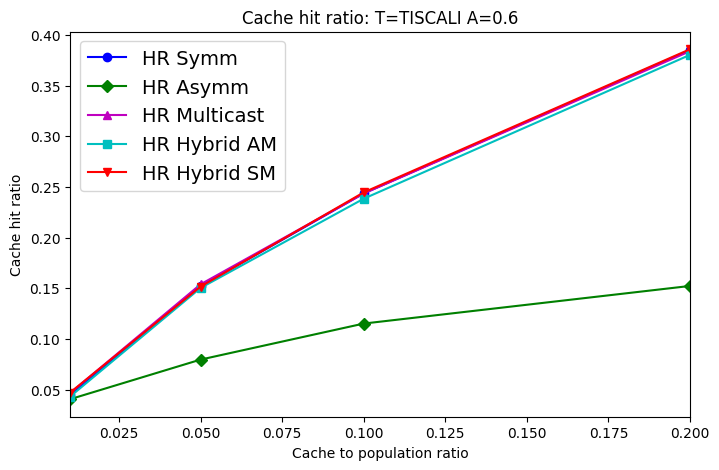 Cache hit ratio: T=TISCALI A=0.6
HR Symm
HR Asymm
HR Multicast
HR Hybrid AM
HR Hybrid SM
Cache hit ratio
0.40
0.35
0.30
0.25
0.20
0.15
0.10
0.05
0.025
0.050
0.075
0.100
0.125
0.150
0.175
0.200
Cache to population ratio